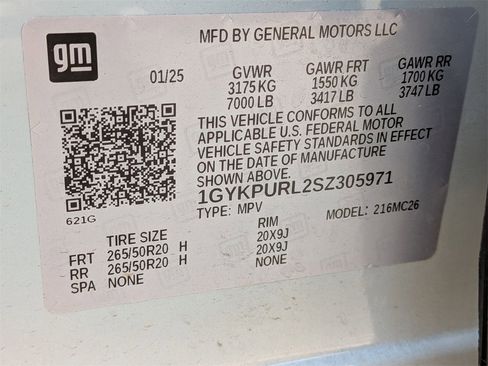 gm
MFD BY GENERAL MOTORS LLC
01/25 GVWR GAWR FRT GAWR RR
3175 KG 1550 KG 1700 KG
7000 LB 3417 LB 3747 LB
THIS VEHICLE CONFORMS TO ALL
APPLICABLE U.S. FEDERAL MOTOR
VEHICLE SAFETY STANDARDS IN EFFECT
ON THE DATE OF MANUFACTURE
SHOWN ABOVE.
1GYKPURL2SZ305971
621G
TYPE: MPV MODEL: 216MC26
TIRE SIZE RIM
FRT 265/50R20 H 20X9J
RR 265/50R20 H 20X9J
SPA NONE NONE